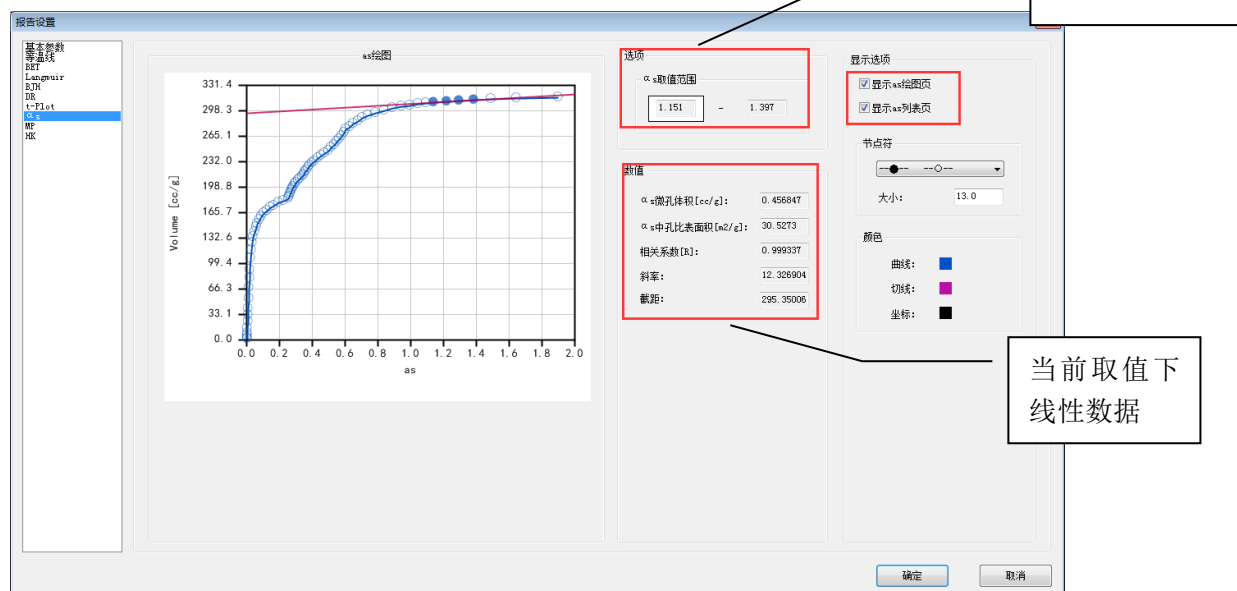 报告设置
基本参数
等温线
BET
Langmuir
BJH
DR
t-Plot
αs
MP
HK
as绘图
331.4
298.3
265.1
232.0
198.8
165.7
132.6
99.4
66.3
33.1
0.0
Volume [cc/g]
0.0 0.2 0.4 0.6 0.8 1.0 1.2 1.4 1.6 1.8 2.0
as
选项
αs取值范围
1.151 - 1.397
数值
αs微孔体积[cc/g]: 0.456847
αs中孔比表面积[m2/g]: 30.5273
相关系数[R]: 0.999337
斜率: 12.326904
截距: 295.35006
显示选项
显示as绘图页
显示as列表页
节点符
--●-- --○--
大小: 13.0
颜色
曲线:
切线:
坐标:
当前取值下
线性数据
确定 取消